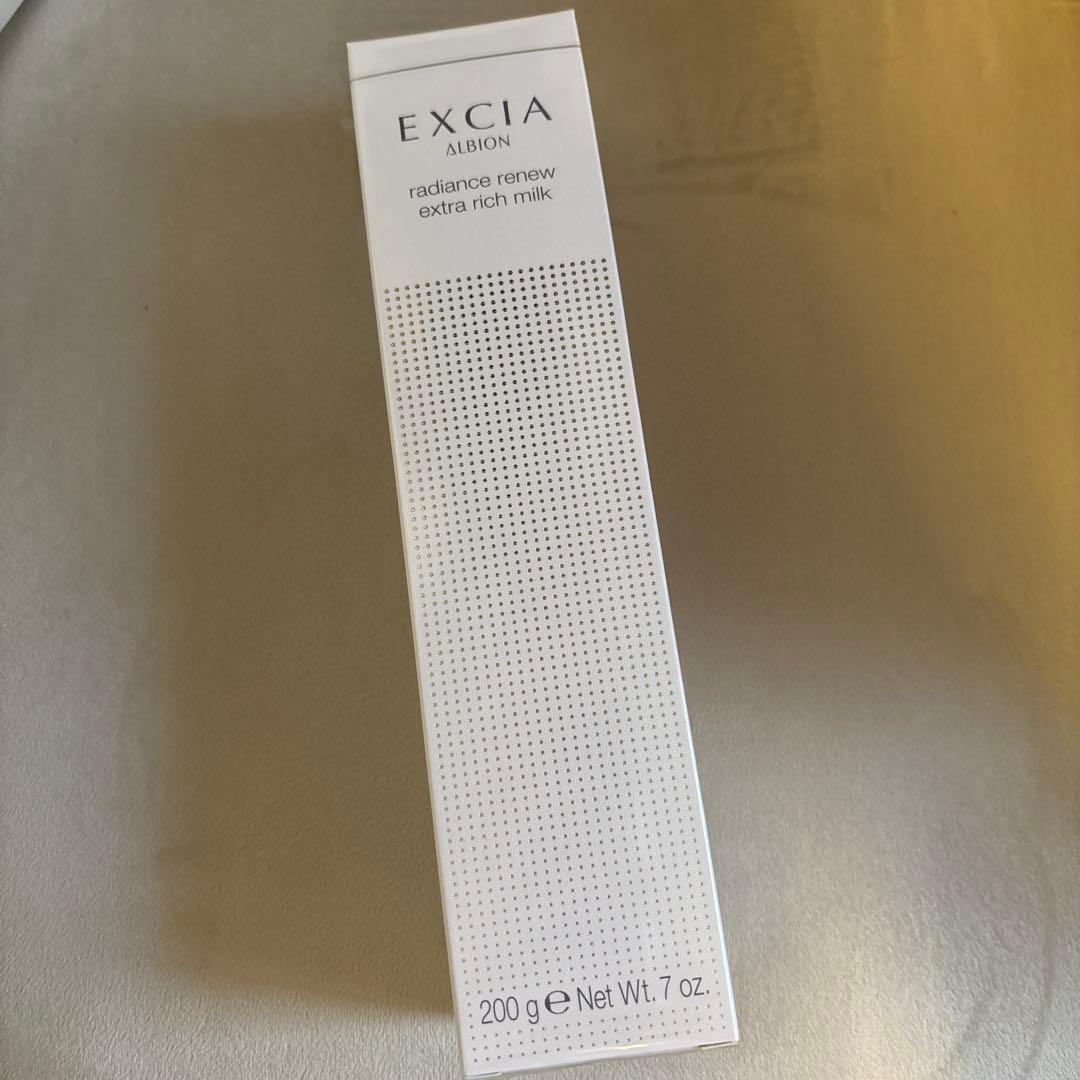 EXCIA
ALBION
radiance renew
extra rich milk
200 g ℮ Net Wt. 7 oz.